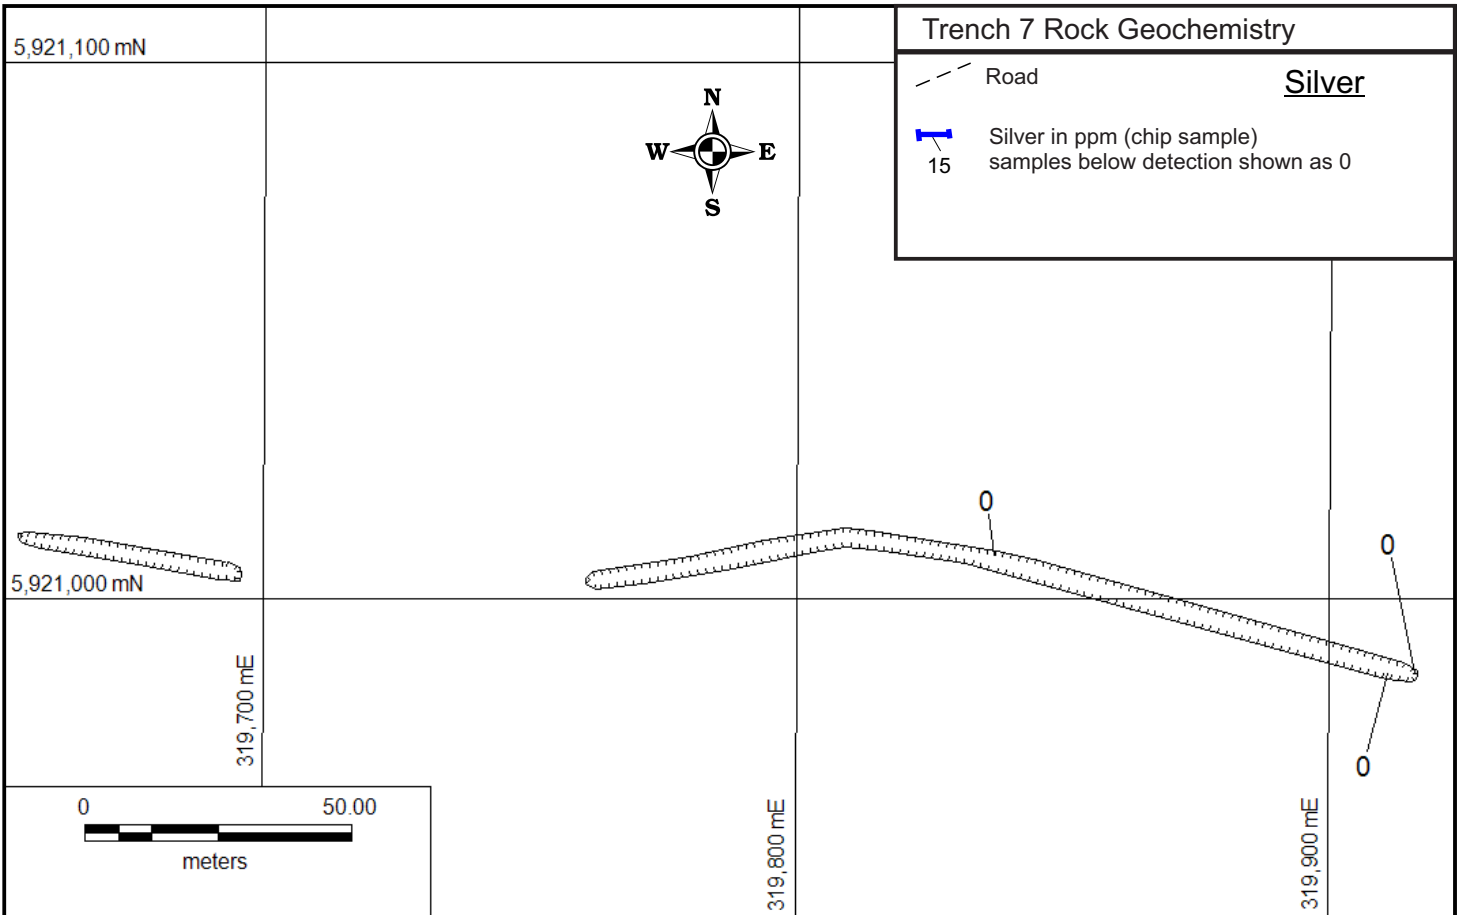 Trench 7 Rock Geochemistry
5,921,100 mN
Road
Silver
N
W
E
S
Silver in ppm (chip sample)
15
samples below detection shown as 0
0
0
5,921,000 mN
319,700 mE
0
0
50.00
meters
319,800 mE
319,900 mE